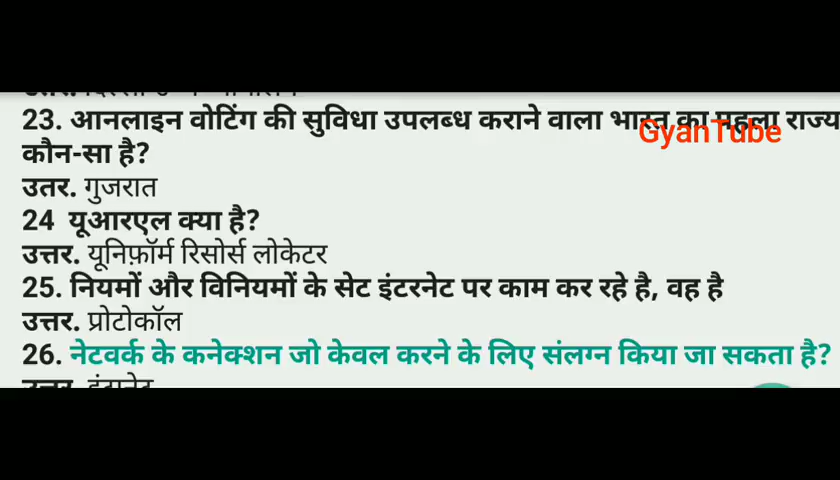 23. आनलाइन वोटिंग की सुविधा उपलब्ध कराने वाला भारत का पहला राज्य
GyanTube
कौन-सा है?
उतर. गुजरात
24 यूआरएल क्या है?
उत्तर. यूनिफ़ॉर्म रिसोर्स लोकेटर
25. नियमों और विनियमों के सेट इंटरनेट पर काम कर रहे है, वह है
उत्तर. प्रोटोकॉल
26. नेटवर्क के कनेक्शन जो केवल करने के लिए संलग्न किया जा सकता है?
उत्तर. इंट्रानेट